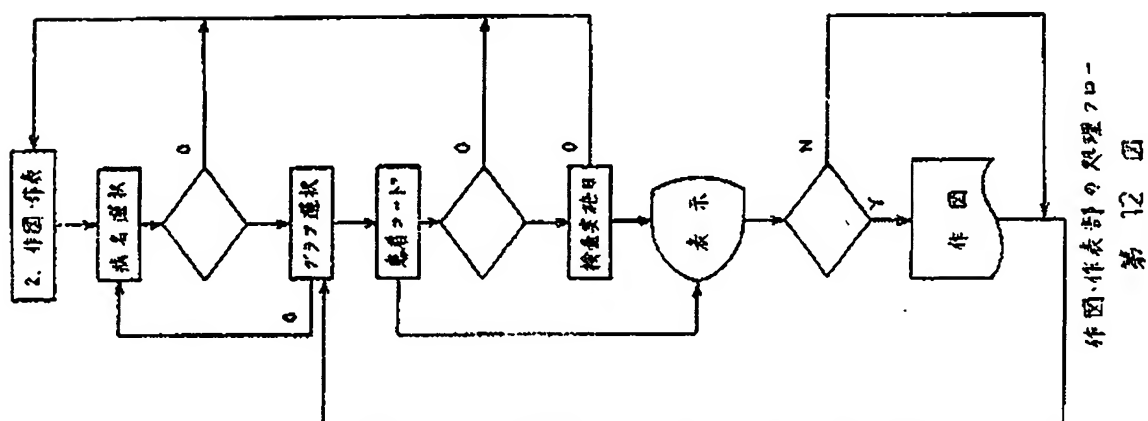 2. 作図・作表
病名選択
0
グラフ選択
0
患者コード
0
検査実施日
0
表示
N
Y
作図
作図・作表部の処理フロー
第 12 図